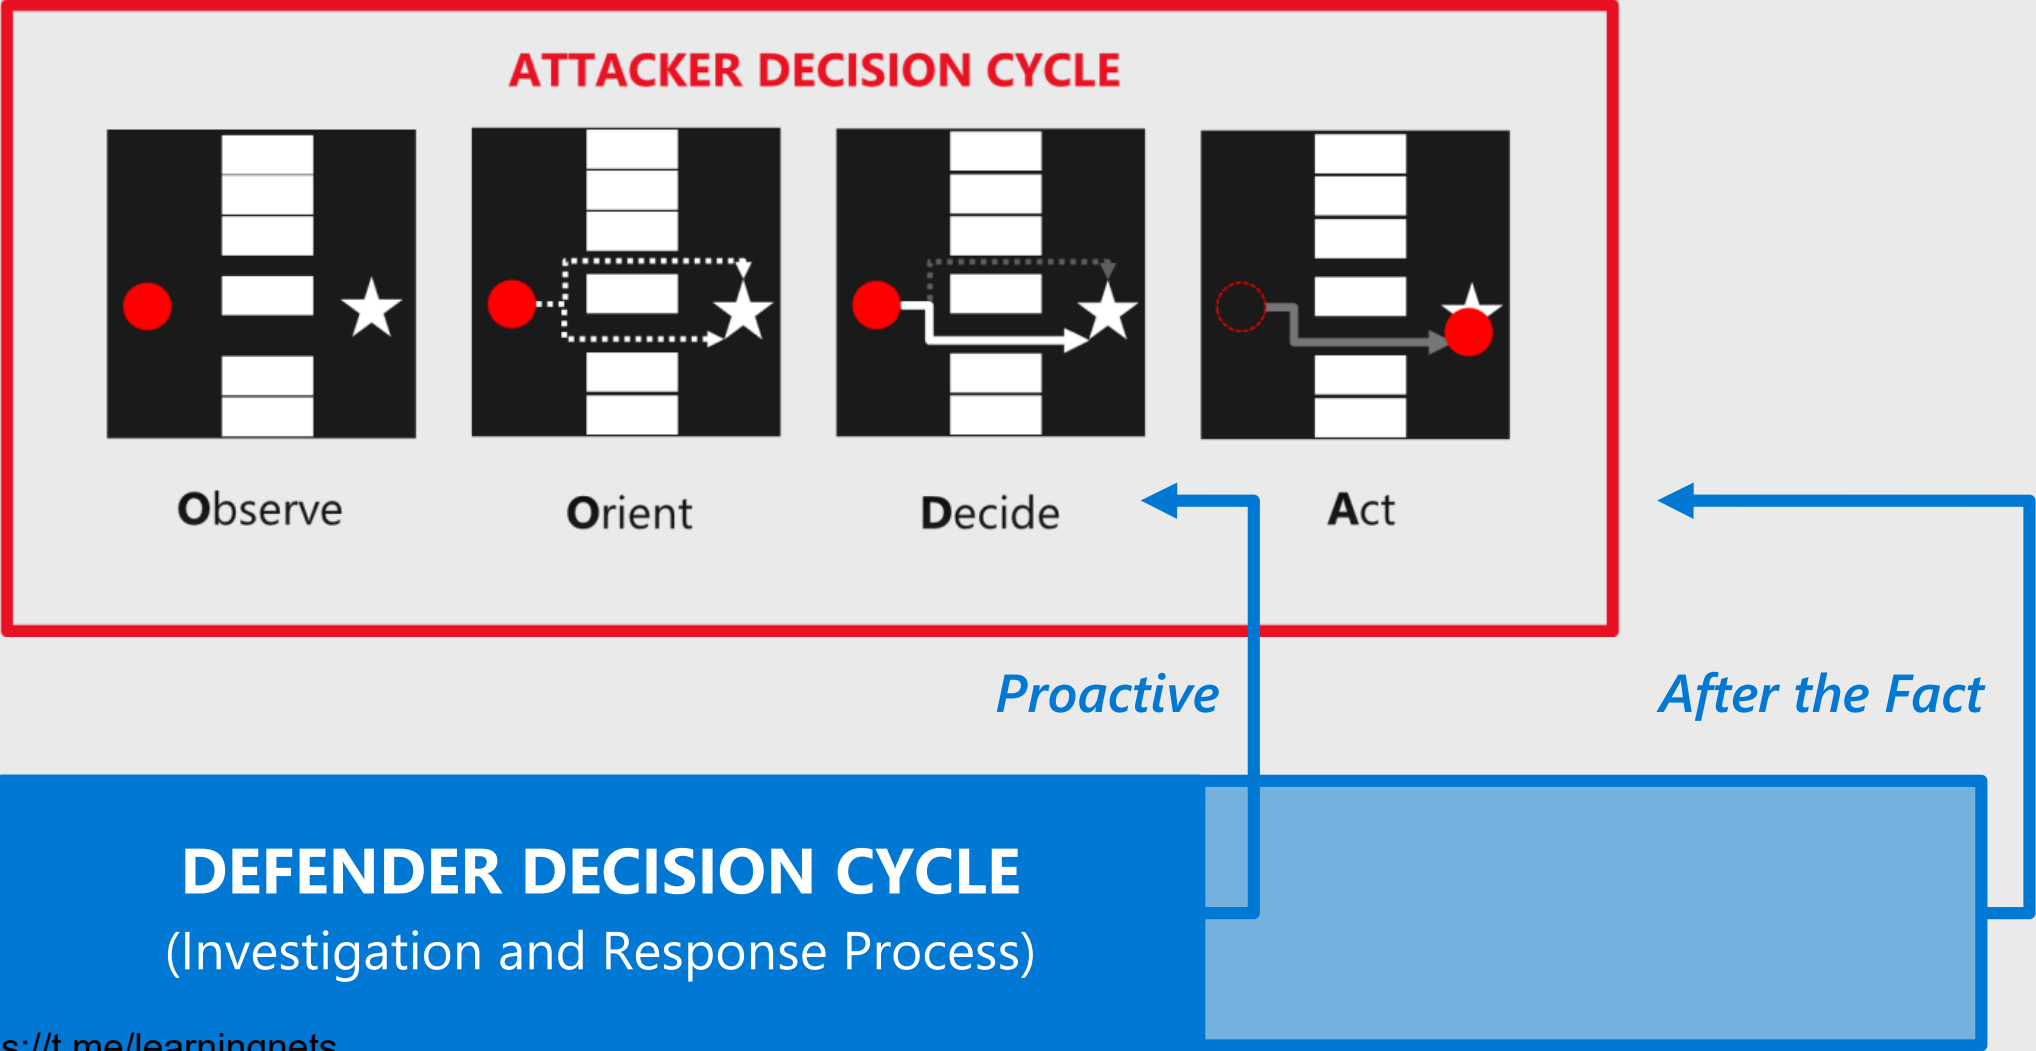 ATTACKER DECISION CYCLE
Observe
Orient
Decide
Act
Proactive
After the Fact
DEFENDER DECISION CYCLE
(Investigation and Response Process)
s://t.me/learningnets